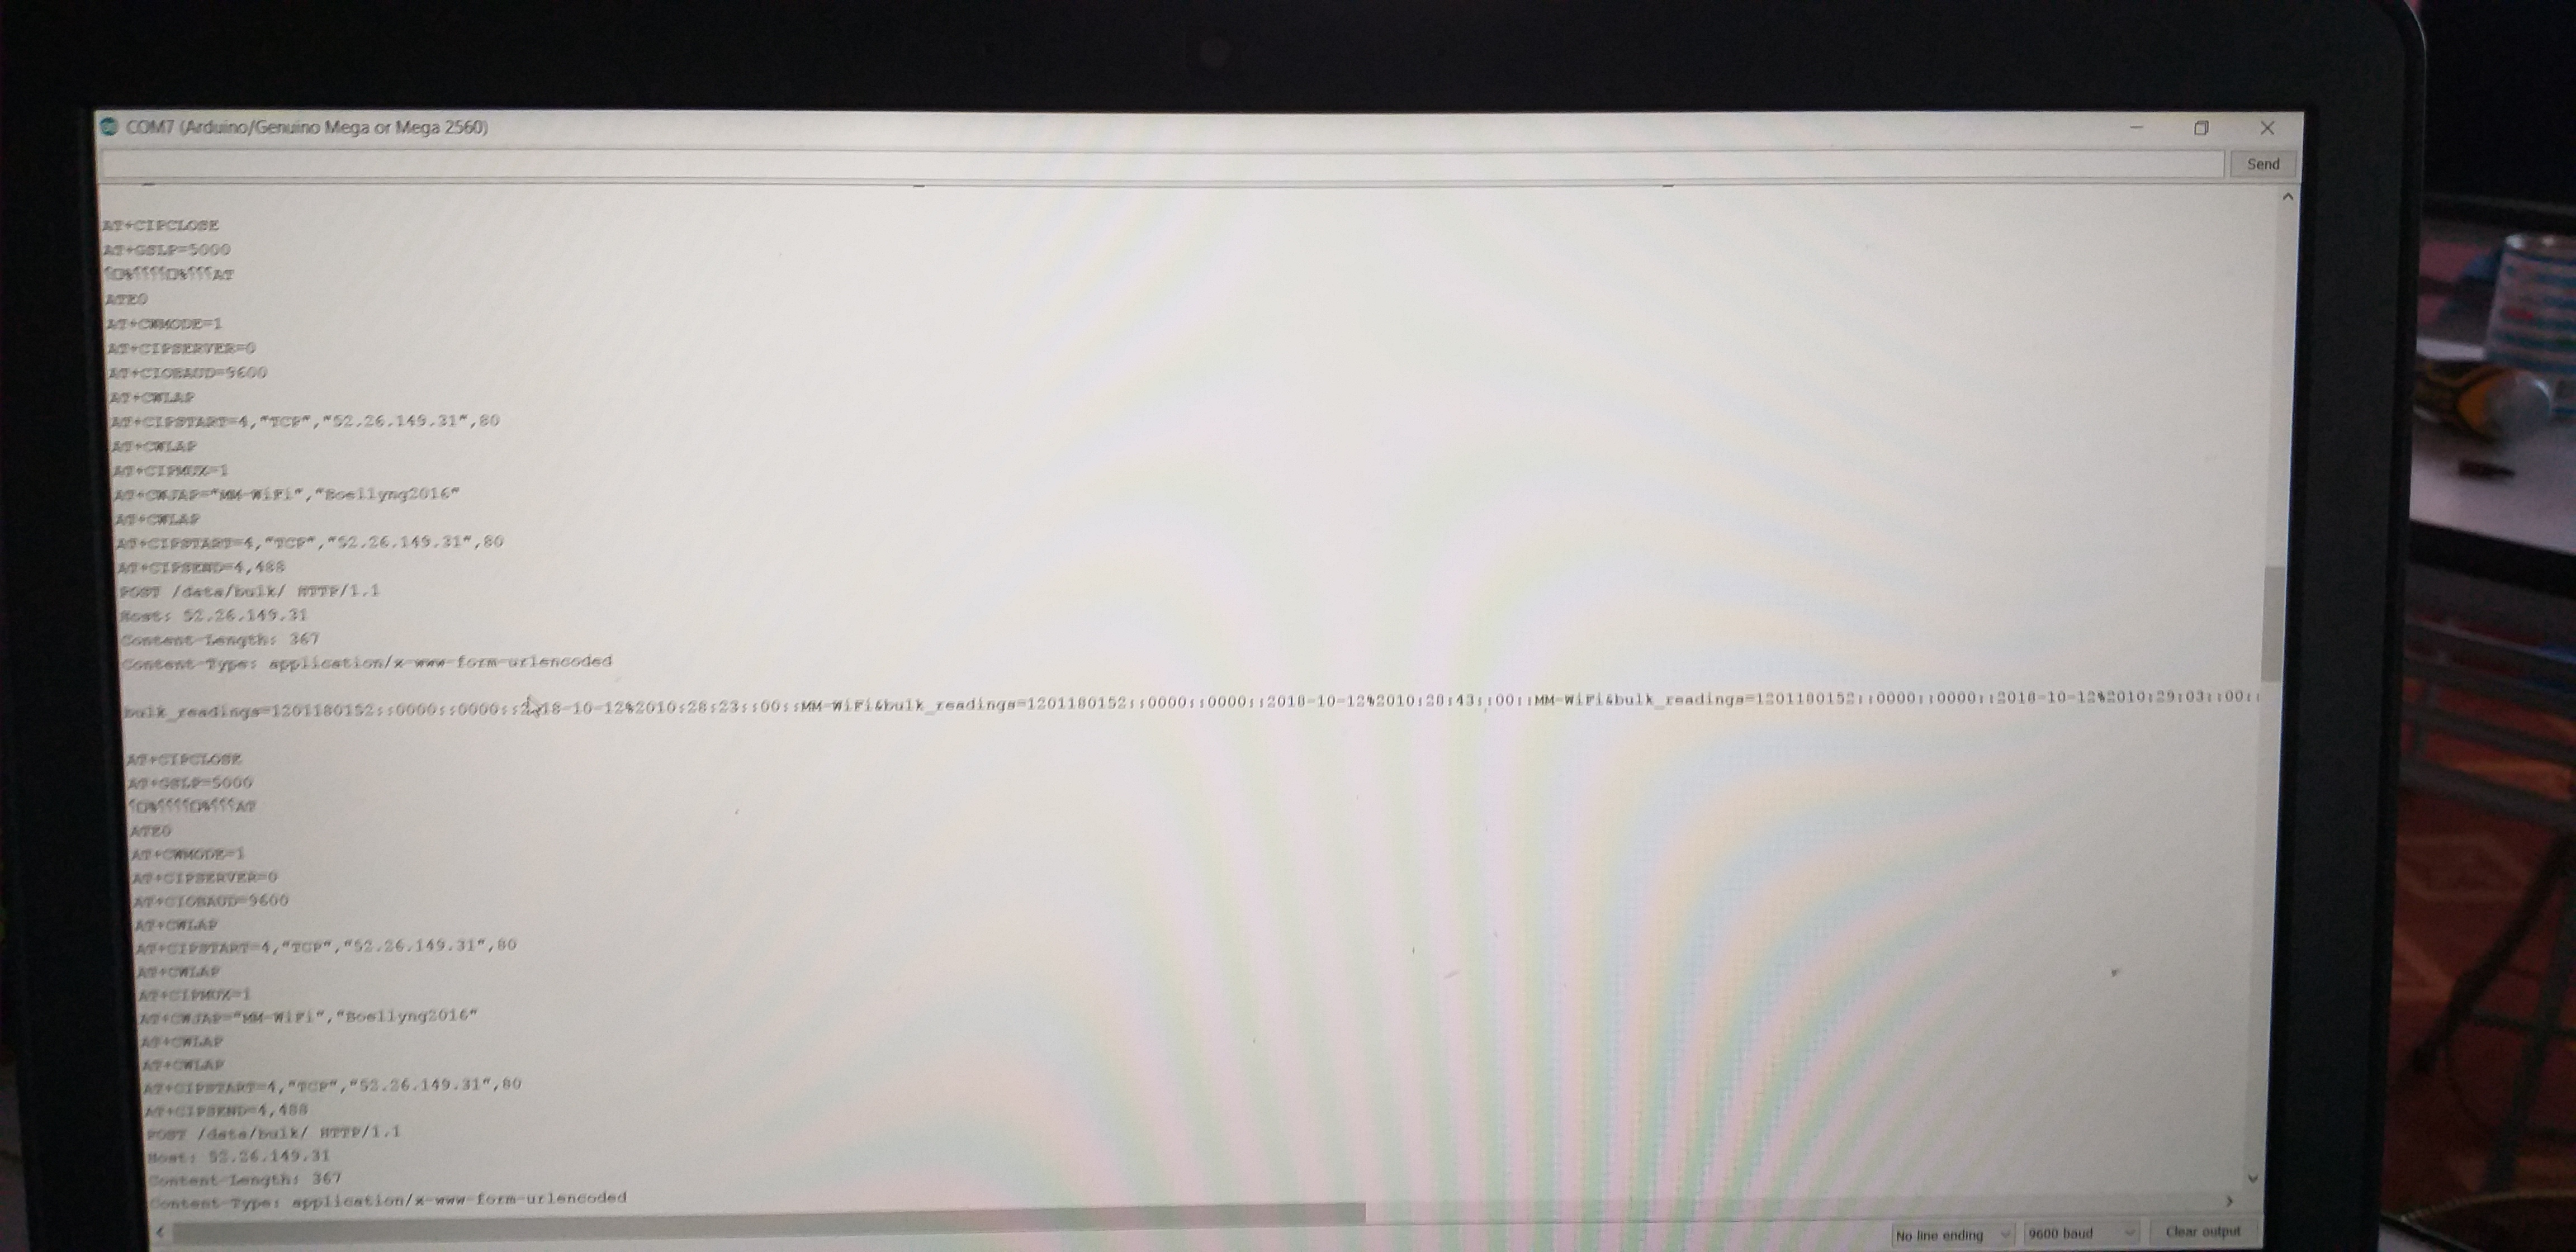 COM7 (Arduino/Genuino Mega or Mega 2560)
Send
AT+CIPCLOSE
AT+GSLP=5000
AT
ATE0
AT+CWMODE=1
AT+CIPSERVER=0
AT+CIOBAUD=9600
AT+CWLAP
AT+CIPSTART=4,"TCP","52.26.149.31",80
AT+CWLAP
AT+CIPMUX=1
AT+CWJAP="MM-WiFi","Boellyng2016"
AT+CWLAP
AT+CIPSTART=4,"TCP","52.26.149.31",80
AT+CIPSEND=4,488
POST /data/bulk/ HTTP/1.1
Host: 52.26.149.31
Content-Length: 367
Content-Type: application/x-www-form-urlencoded
bulk_readings=1201180152::0000::0000::2018-10-12%2010:28:23::00::MM-WiFi&bulk_readings=1201180152::0000::0000::2018-10-12%2010:28:43::00::MM-WiFi&bulk_readings=1201180152::0000::0000::2018-10-12%2010:29:03::00::
AT+CIPCLOSE
AT+GSLP=5000
AT
ATE0
AT+CWMODE=1
AT+CIPSERVER=0
AT+CIOBAUD=9600
AT+CWLAP
AT+CIPSTART=4,"TCP","52.26.149.31",80
AT+CWLAP
AT+CIPMUX=1
AT+CWJAP="MM-WiFi","Boellyng2016"
AT+CWLAP
AT+CWLAP
AT+CIPSTART=4,"TCP","52.26.149.31",80
AT+CIPSEND=4,488
POST /data/bulk/ HTTP/1.1
Host: 52.26.149.31
Content-Length: 367
Content-Type: application/x-www-form-urlencoded
No line ending
9600 baud
Clear output